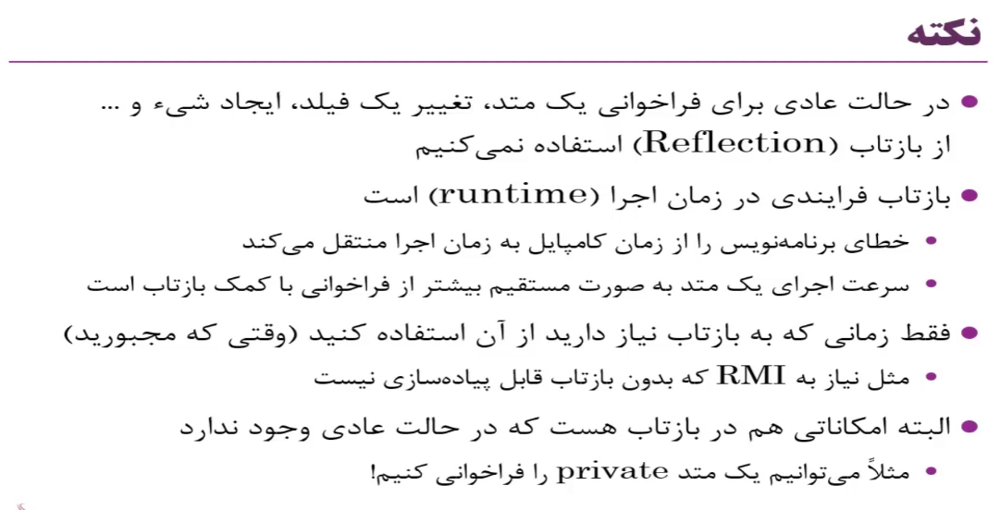 نکته
در حالت عادی برای فراخوانی یک متد، تغییر یک فیلد، ایجاد شیء و ...
از بازتاب (Reflection) استفاده نمی‌کنیم
بازتاب فرایندی در زمان اجرا (runtime) است
خطای برنامه‌نویس را از زمان کامپایل به زمان اجرا منتقل می‌کند
سرعت اجرای یک متد به صورت مستقیم بیشتر از فراخوانی با کمک بازتاب است
فقط زمانی که به بازتاب نیاز دارید از آن استفاده کنید (وقتی که مجبورید)
مثل نیاز به RMI که بدون بازتاب قابل پیاده‌سازی نیست
البته امکاناتی هم در بازتاب هست که در حالت عادی وجود ندارد
مثلاً می‌توانیم یک متد private را فراخوانی کنیم!